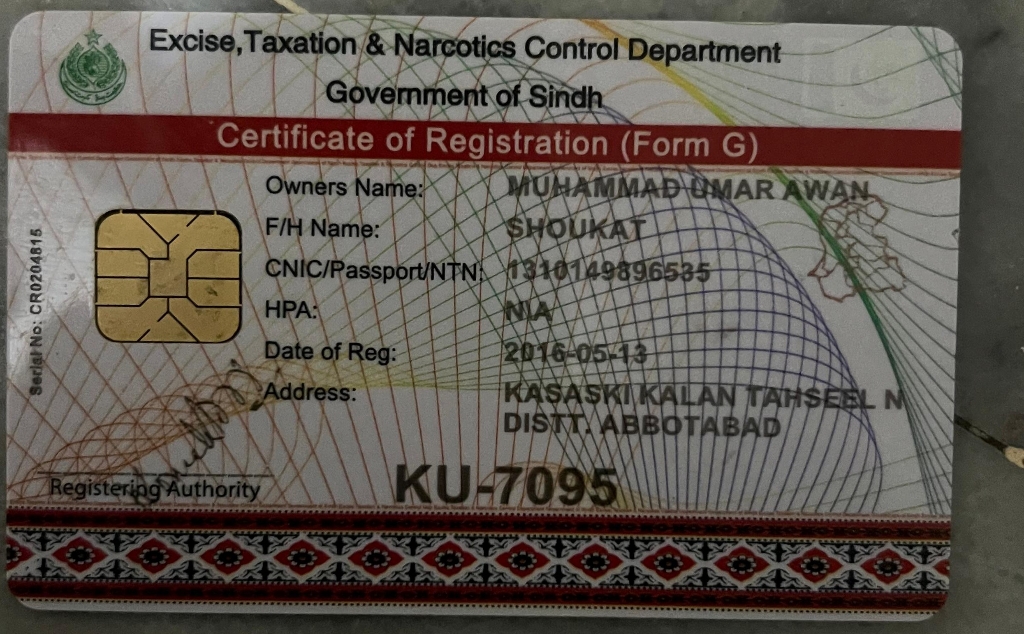 Excise,Taxation & Narcotics Control Department
Government of Sindh
Certificate of Registration (Form G)
Owners Name: MUHAMMAD UMAR AWAN
F/H Name: SHOUKAT
CNIC/Passport/NTN: 1310149896535
HPA: N\A
Date of Reg: 2016-05-13
Address: KASASKI KALAN TAHSEEL N
DISTT. ABBOTABAD
Serial No: CR0204815
Registering Authority
KU-7095